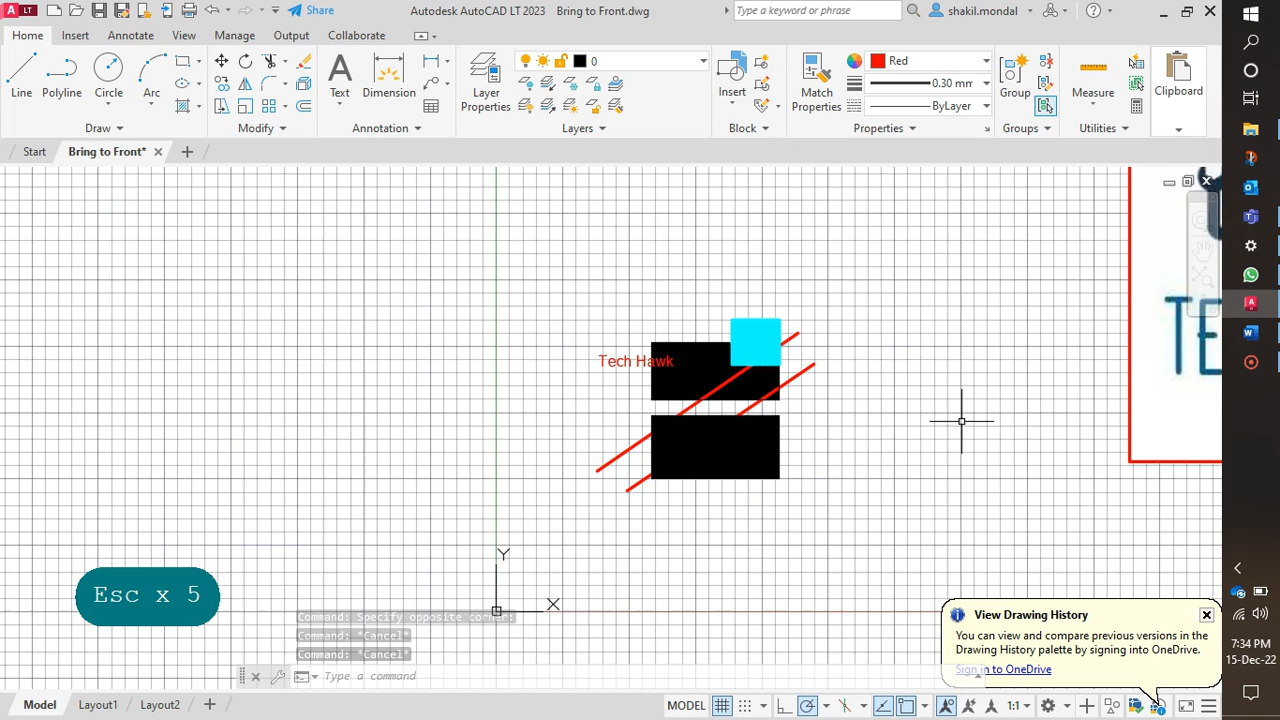 Share
Autodesk AutoCAD LT 2023
Bring to Front.dwg
Type a keyword or phrase
shakil.mondal
Home
Insert
Annotate
View
Manage
Output
Collaborate
0
Red
0.30 mm
ByLayer
Line
Polyline
Circle
Arc
Text
Dimension
Layer
Properties
Insert
Match
Properties
Group
Measure
Clipboard
Draw
Modify
Annotation
Layers
Block
Properties
Groups
Utilities
Start
Bring to Front*
Tech Hawk
TE
Y
X
Esc x 5
Command: Specify opposite corner:
Command: *Cancel*
Command: *Cancel*
Type a command
View Drawing History
You can view and compare previous versions in the
Drawing History palette by signing into OneDrive.
Sign in to OneDrive
Model
Layout1
Layout2
MODEL
1:1
7:34 PM
15-Dec-22